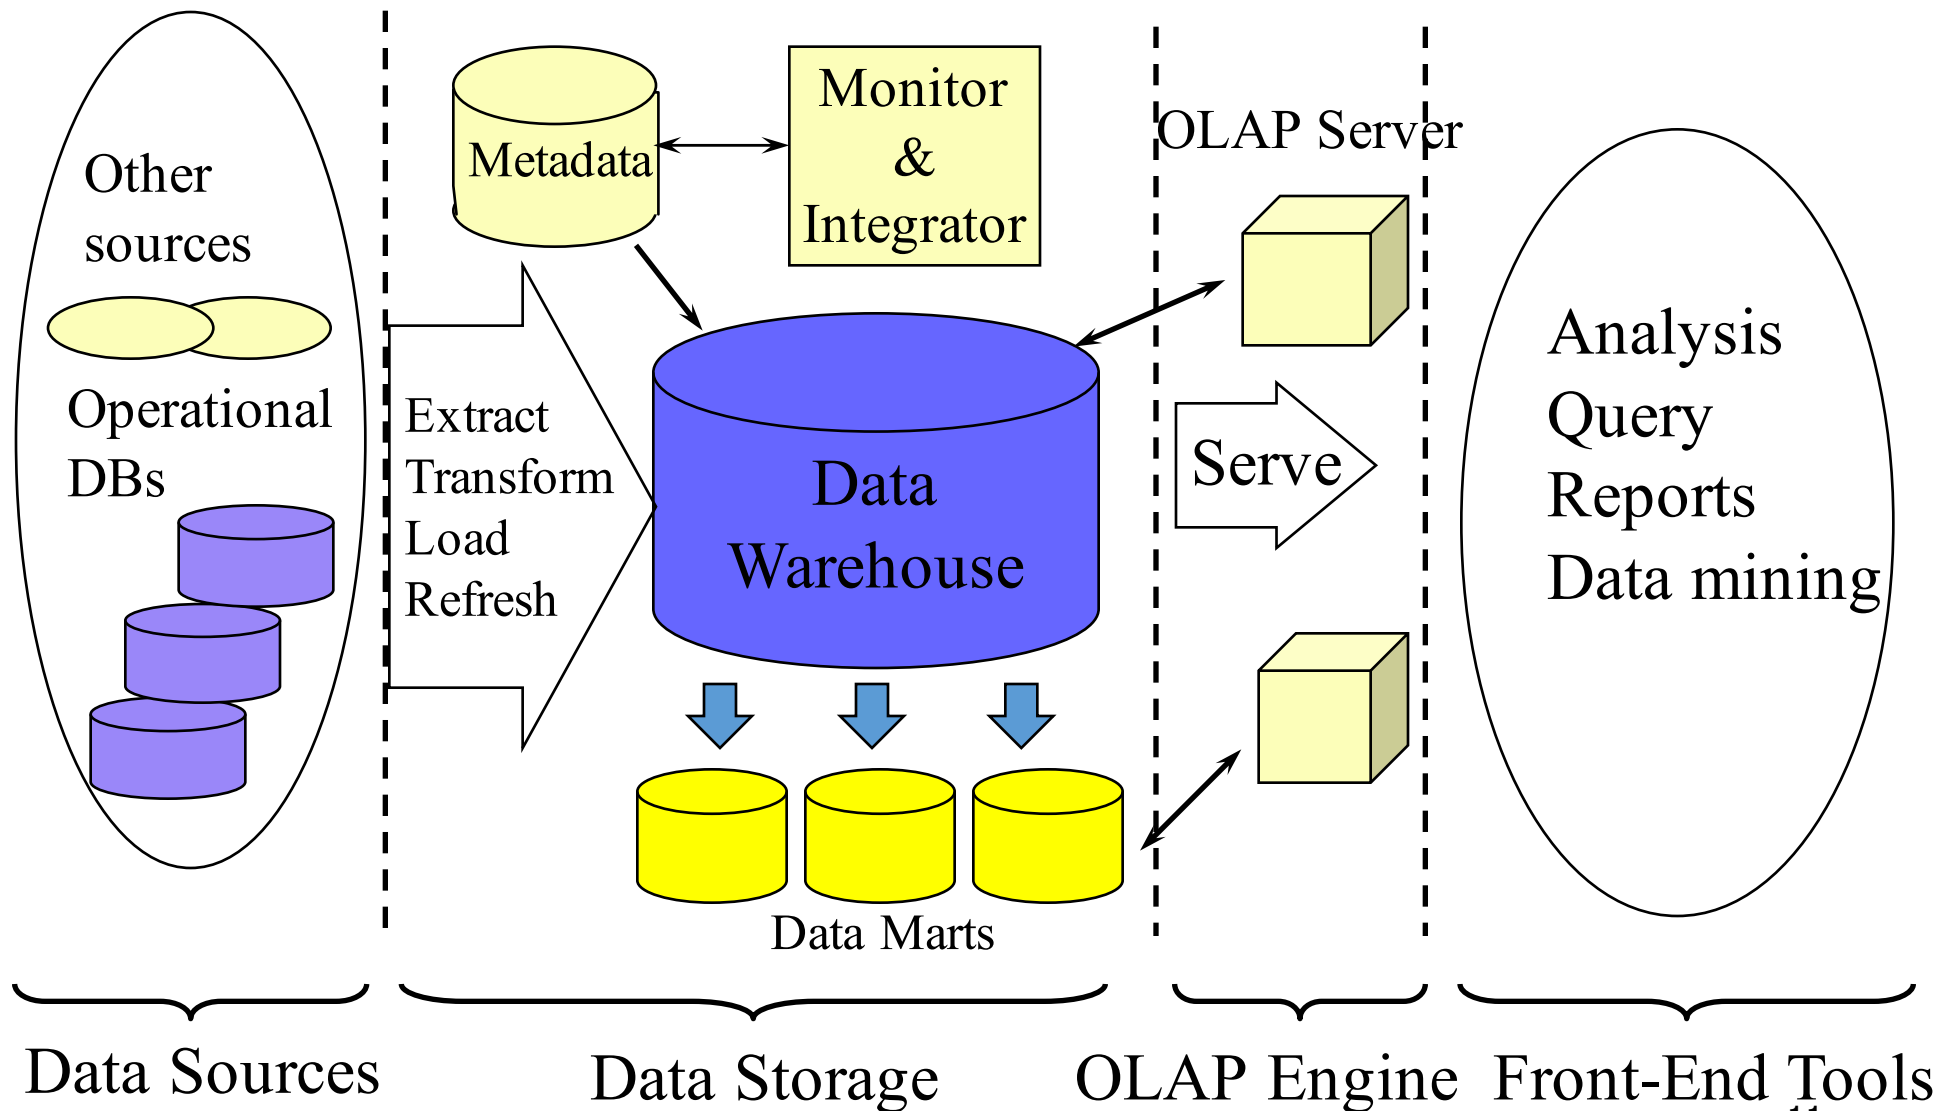 Other
sources
Operational
DBs
Extract
Transform
Load
Refresh
Metadata
Monitor
&
Integrator
Data
Warehouse
Data Marts
OLAP Server
Serve
Analysis
Query
Reports
Data mining
Data Sources
Data Storage
OLAP Engine
Front-End Tools